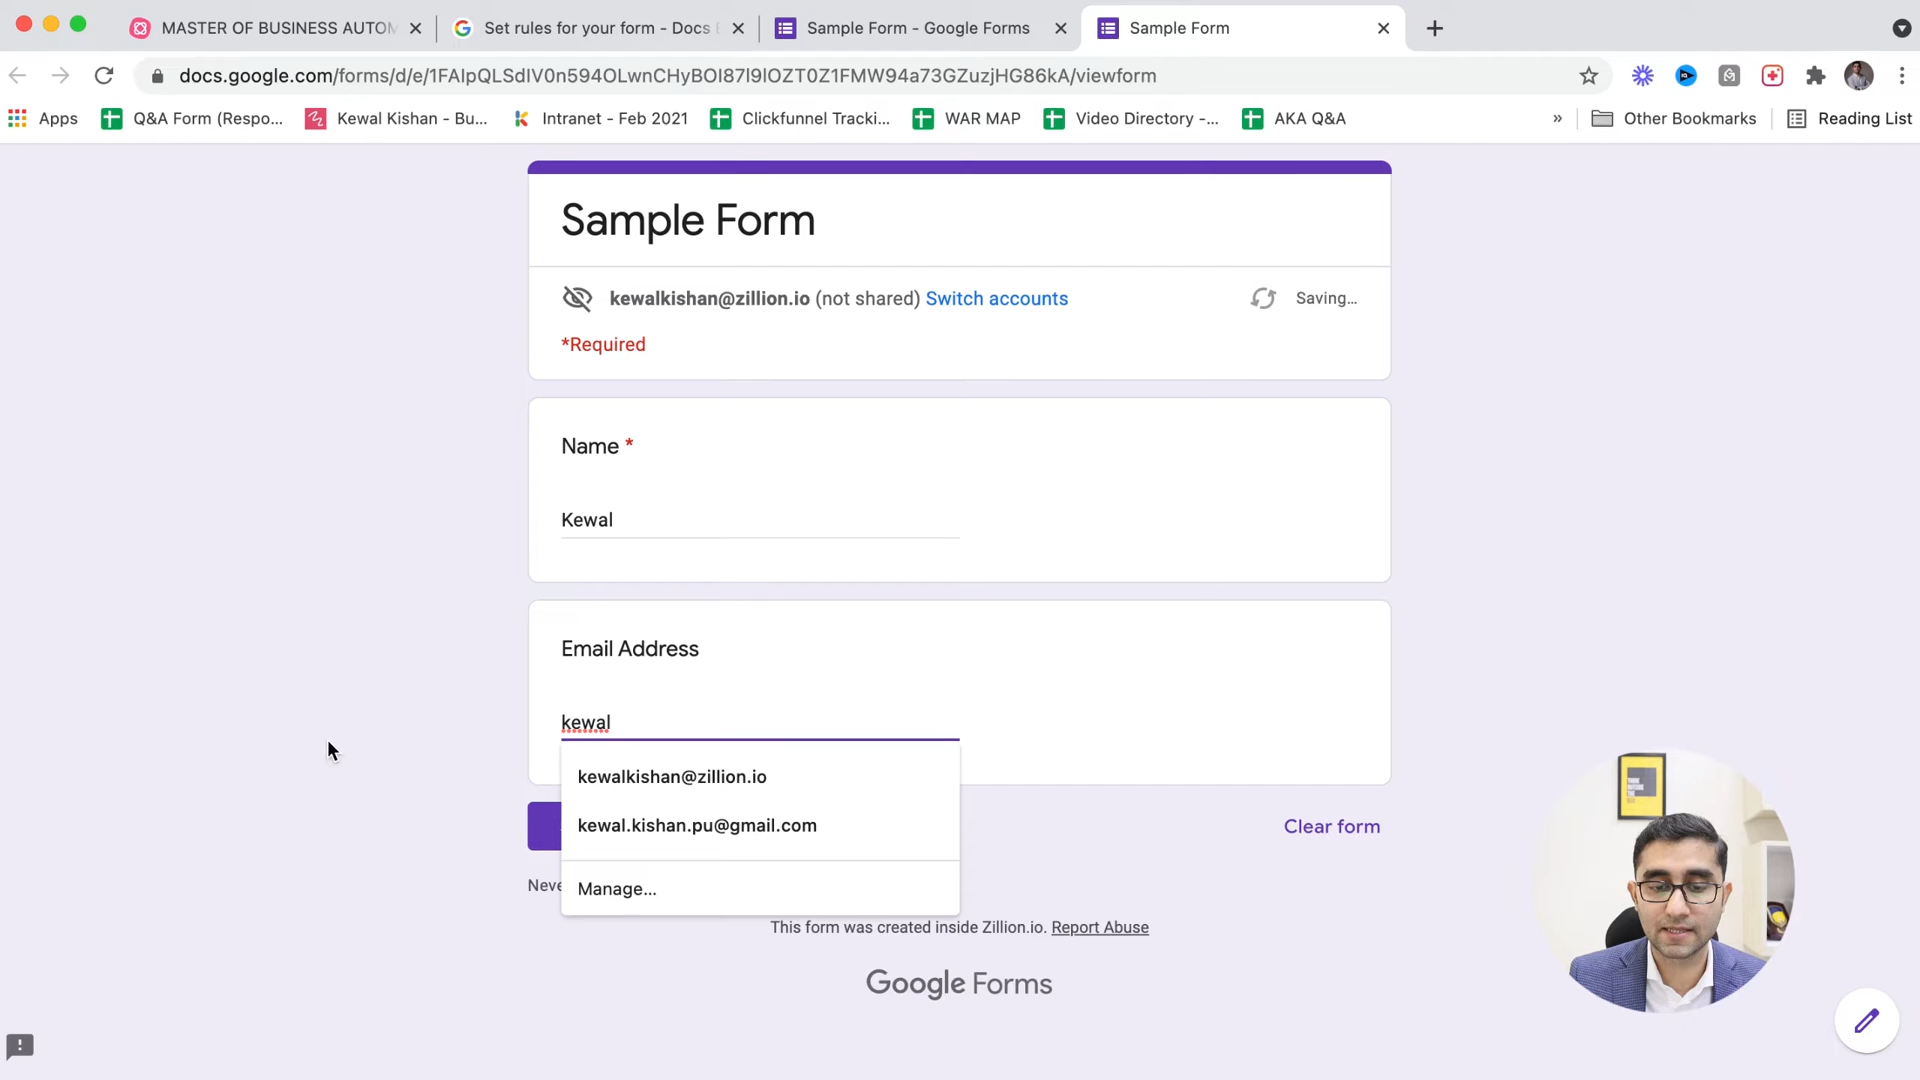 MASTER OF BUSINESS AUTOM
Set rules for your form - Docs E
Sample Form - Google Forms
Sample Form
docs.google.com/forms/d/e/1FAIpQLSdIV0n594OLwnCHyBOI87I9lOZT0Z1FMW94a73GZuzjHG86kA/viewform
Apps
Q&A Form (Respo...
Kewal Kishan - Bu...
Intranet - Feb 2021
Clickfunnel Tracki...
WAR MAP
Video Directory -...
AKA Q&A
»
Other Bookmarks
Reading List
Sample Form
kewalkishan@zillion.io (not shared) Switch accounts
Saving...
*Required
Name *
Kewal
Email Address
kewal
kewalkishan@zillion.io
kewal.kishan.pu@gmail.com
Manage...
Clear form
Neve
This form was created inside Zillion.io. Report Abuse
Google Forms